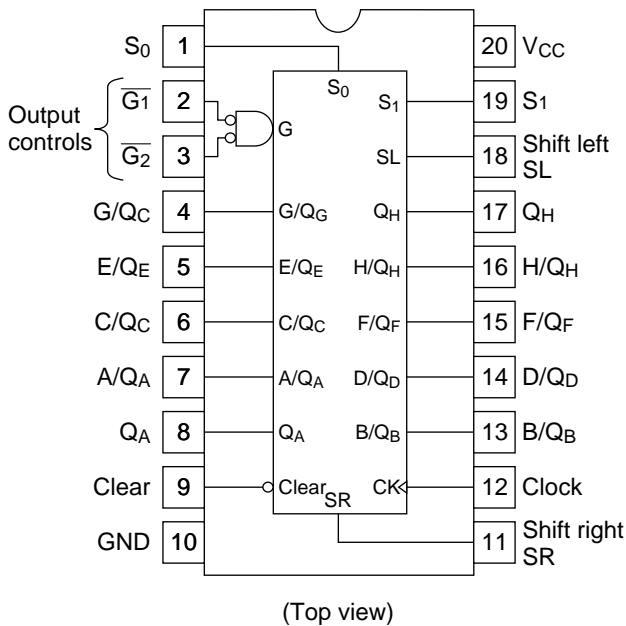 S0 1 20 VCC
S0
G1 2 S1 19 S1
Output controls
G
G2 3 SL 18 Shift left SL
G/QC 4 G/QG QH 17 QH
E/QE 5 E/QE H/QH 16 H/QH
C/QC 6 C/QC F/QF 15 F/QF
A/QA 7 A/QA D/QD 14 D/QD
QA 8 QA B/QB 13 B/QB
Clear 9 Clear CK 12 Clock
SR
GND 10 11 Shift right SR
(Top view)